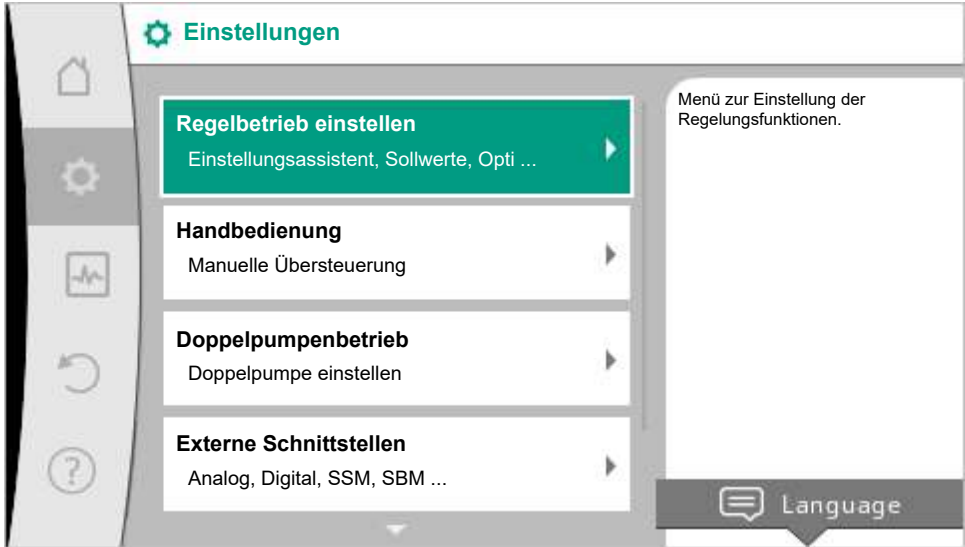 Einstellungen
Regelbetrieb einstellen
Einstellungsassistent, Sollwerte, Opti ...
Handbedienung
Manuelle Übersteuerung
Doppelpumpenbetrieb
Doppelpumpe einstellen
Externe Schnittstellen
Analog, Digital, SSM, SBM ...
Menü zur Einstellung der
Regelungsfunktionen.
Language